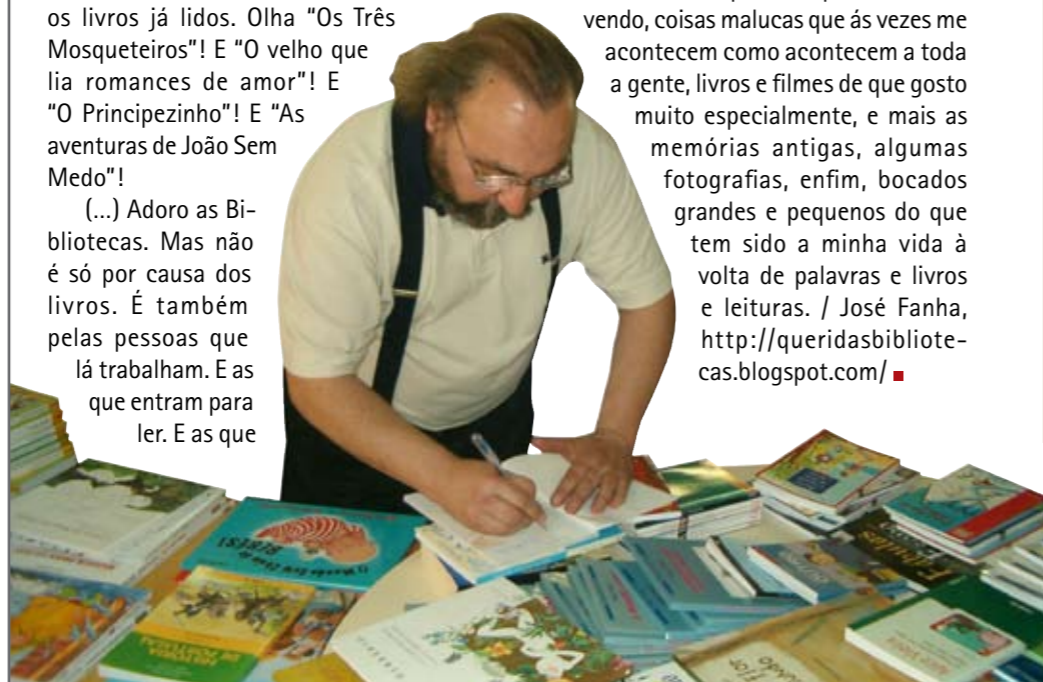 os livros já lidos. Olha “Os Três
Mosqueteiros”! E “O velho que
lia romances de amor”! E
“O Principezinho”! E “As
aventuras de João Sem
Medo”!
(...) Adoro as Bi-
bliotecas. Mas não
é só por causa dos
livros. É também
pelas pessoas que
lá trabalham. E as
que entram para
ler. E as que
vendo, coisas malucas que ás vezes me
acontecem como acontecem a toda
a gente, livros e filmes de que gosto
muito especialmente, e mais as
memórias antigas, algumas
fotografias, enfim, bocados
grandes e pequenos do que
tem sido a minha vida à
volta de palavras e livros
e leituras. / José Fanha,
http://queridasbibliote-
cas.blogspot.com/